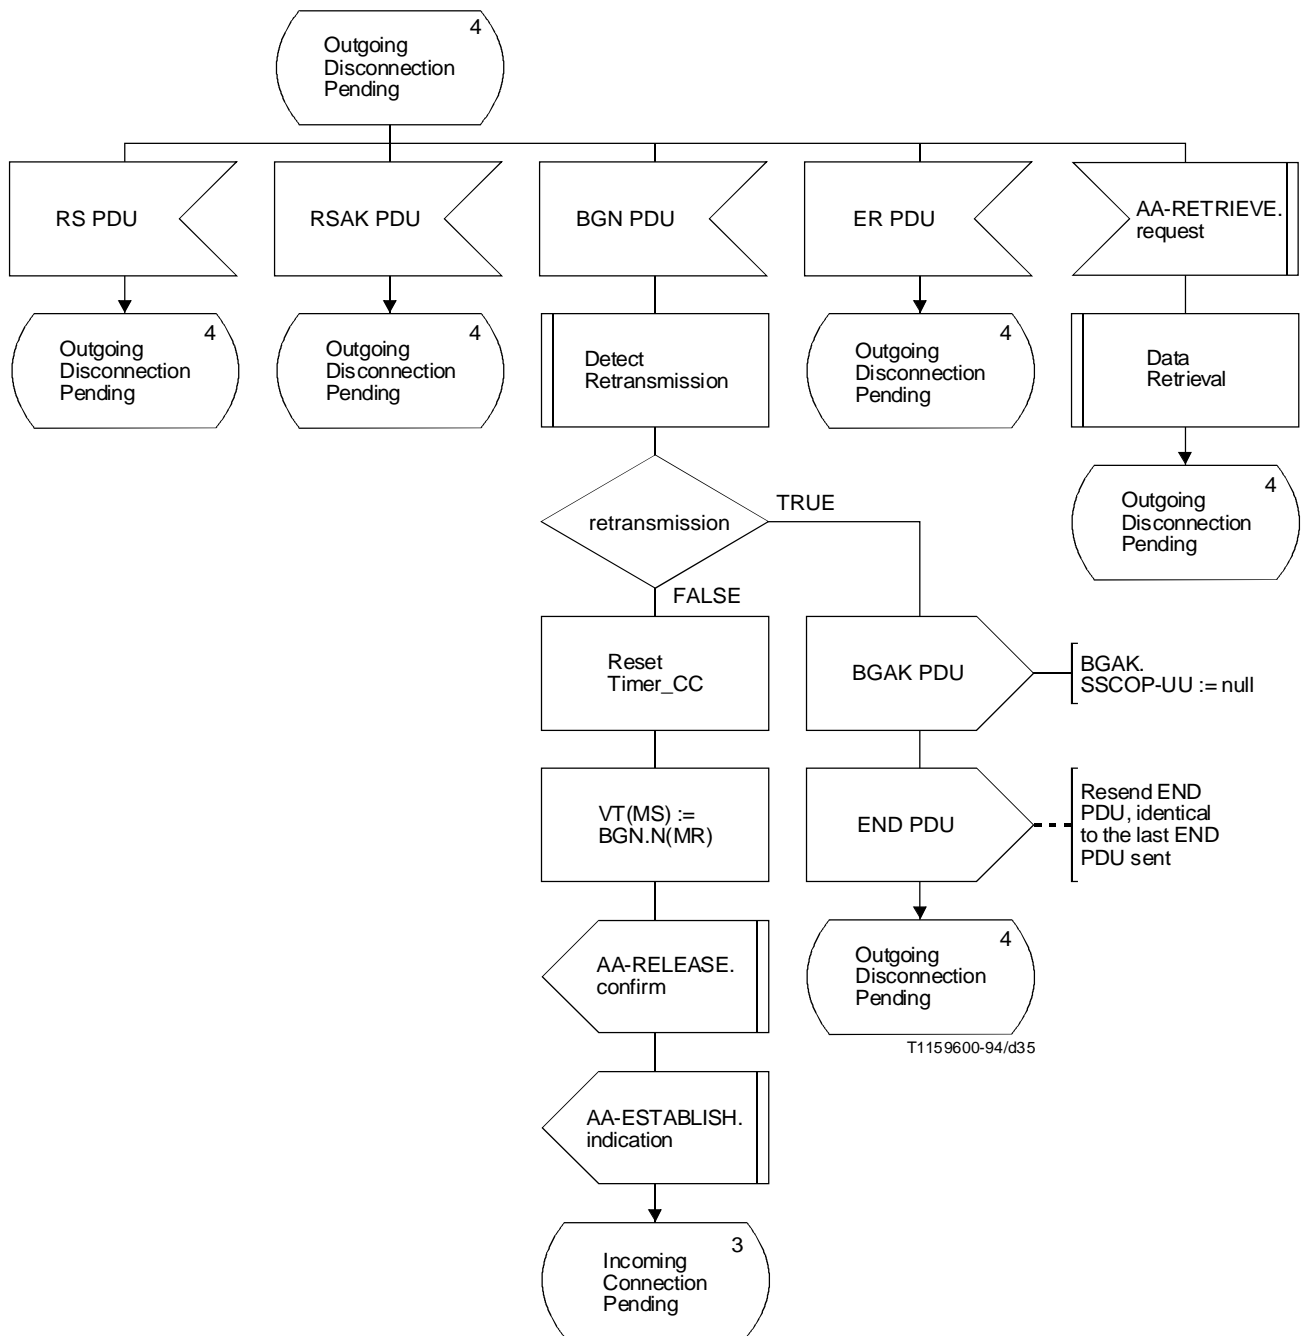 4
Outgoing
Disconnection
Pending
RS PDU
RSAK PDU
BGN PDU
ER PDU
AA-RETRIEVE.
request
4
Outgoing
Disconnection
Pending
4
Outgoing
Disconnection
Pending
Detect
Retransmission
4
Outgoing
Disconnection
Pending
Data
Retrieval
4
Outgoing
Disconnection
Pending
retransmission
TRUE
FALSE
Reset
Timer_CC
BGAK PDU
BGAK.
SSCOP-UU := null
VT(MS) :=
BGN.N(MR)
END PDU
Resend END
PDU, identical
to the last END
PDU sent
AA-RELEASE.
confirm
4
Outgoing
Disconnection
Pending
T1159600-94/d35
AA-ESTABLISH.
indication
3
Incoming
Connection
Pending